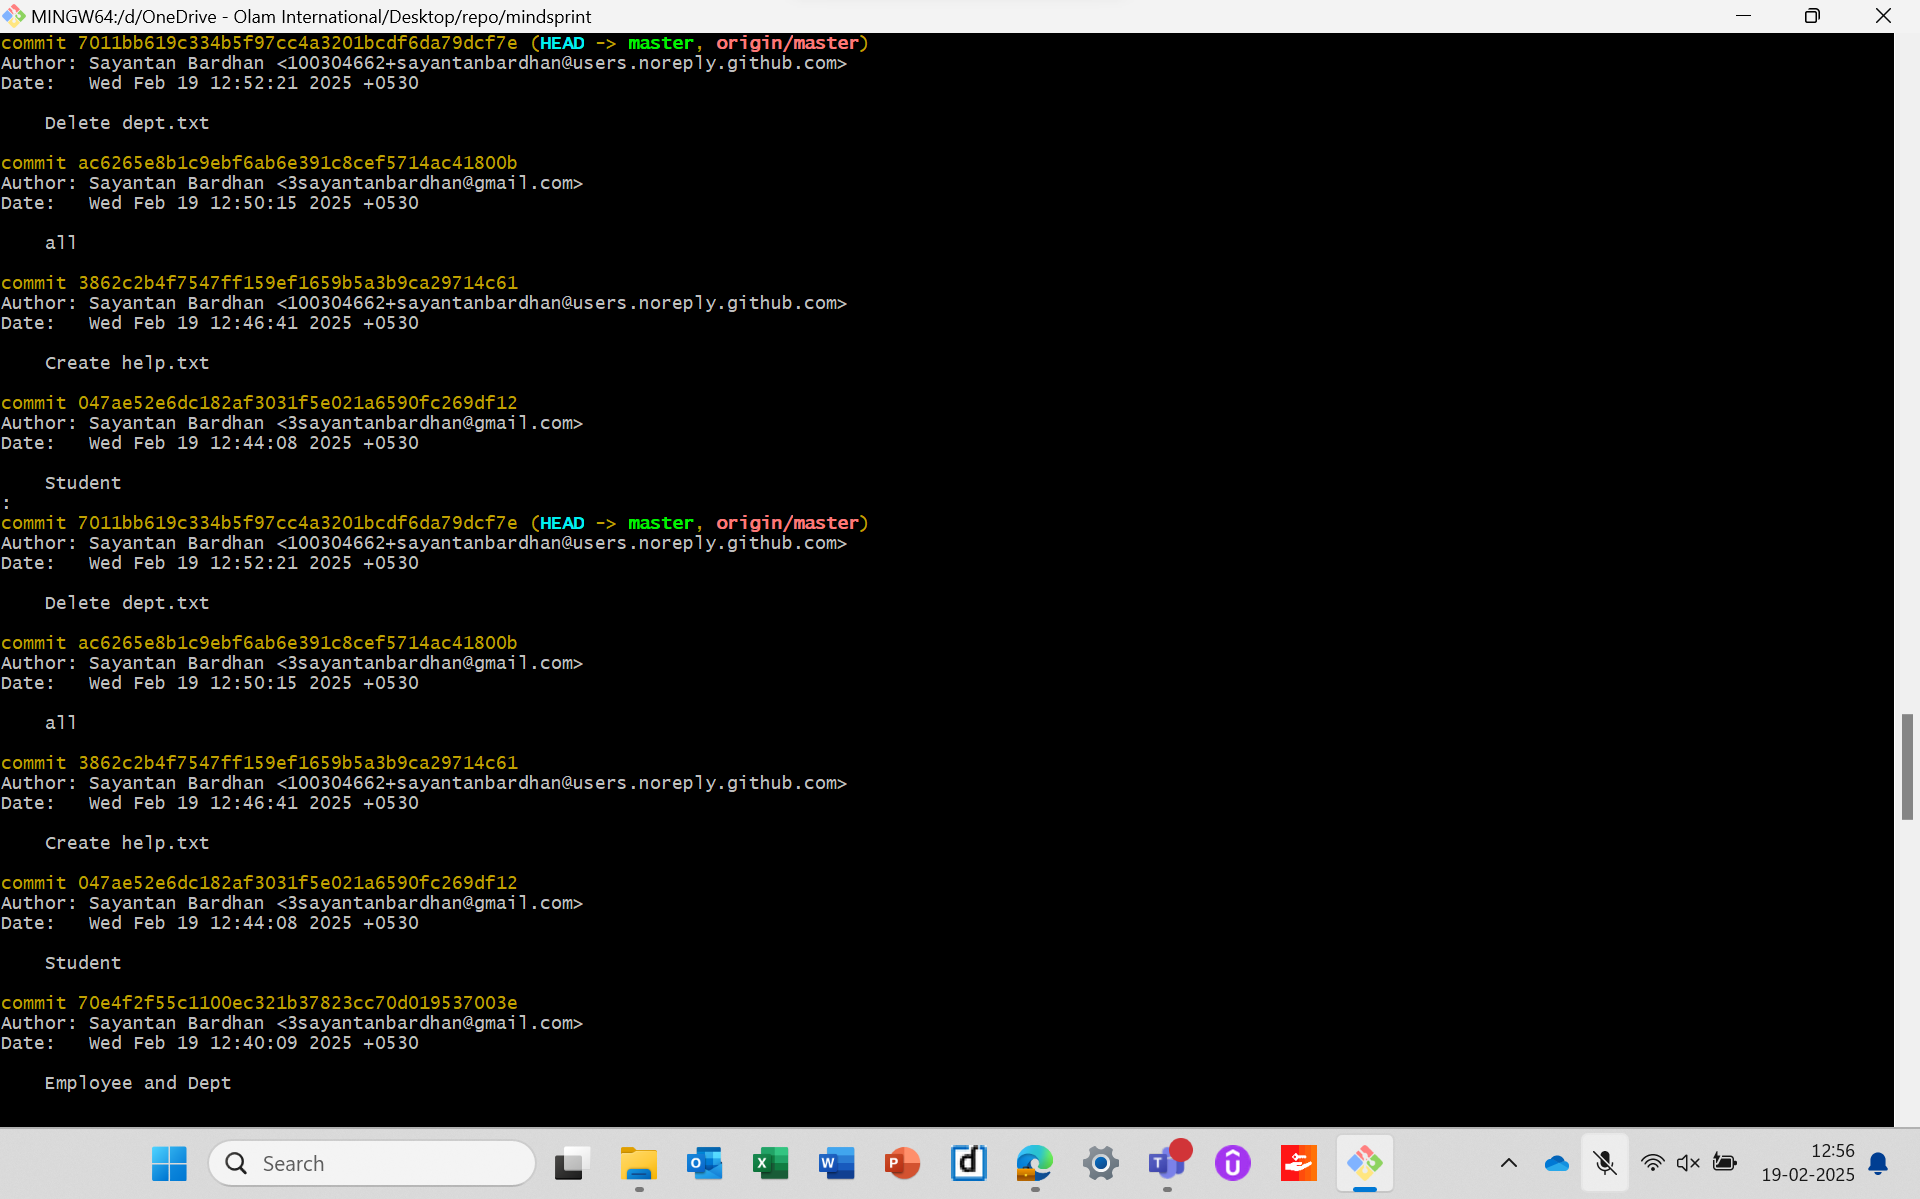 MINGW64:/d/OneDrive - Olam International/Desktop/repo/mindsprint
commit 7011bb619c334b5f97cc4a3201bcdf6da79dcf7e (HEAD -> master, origin/master)
Author: Sayantan Bardhan <100304662+sayantanbardhan@users.noreply.github.com>
Date:   Wed Feb 19 12:52:21 2025 +0530
Delete dept.txt
commit ac6265e8b1c9ebf6ab6e391c8cef5714ac41800b
Author: Sayantan Bardhan <3sayantanbardhan@gmail.com>
Date:   Wed Feb 19 12:50:15 2025 +0530
all
commit 3862c2b4f7547ff159ef1659b5a3b9ca29714c61
Author: Sayantan Bardhan <100304662+sayantanbardhan@users.noreply.github.com>
Date:   Wed Feb 19 12:46:41 2025 +0530
Create help.txt
commit 047ae52e6dc182af3031f5e021a6590fc269df12
Author: Sayantan Bardhan <3sayantanbardhan@gmail.com>
Date:   Wed Feb 19 12:44:08 2025 +0530
Student
:
commit 7011bb619c334b5f97cc4a3201bcdf6da79dcf7e (HEAD -> master, origin/master)
Author: Sayantan Bardhan <100304662+sayantanbardhan@users.noreply.github.com>
Date:   Wed Feb 19 12:52:21 2025 +0530
Delete dept.txt
commit ac6265e8b1c9ebf6ab6e391c8cef5714ac41800b
Author: Sayantan Bardhan <3sayantanbardhan@gmail.com>
Date:   Wed Feb 19 12:50:15 2025 +0530
all
commit 3862c2b4f7547ff159ef1659b5a3b9ca29714c61
Author: Sayantan Bardhan <100304662+sayantanbardhan@users.noreply.github.com>
Date:   Wed Feb 19 12:46:41 2025 +0530
Create help.txt
commit 047ae52e6dc182af3031f5e021a6590fc269df12
Author: Sayantan Bardhan <3sayantanbardhan@gmail.com>
Date:   Wed Feb 19 12:44:08 2025 +0530
Student
commit 70e4f2f55c1100ec321b37823cc70d019537003e
Author: Sayantan Bardhan <3sayantanbardhan@gmail.com>
Date:   Wed Feb 19 12:40:09 2025 +0530
Employee and Dept
Search
12:56
19-02-2025